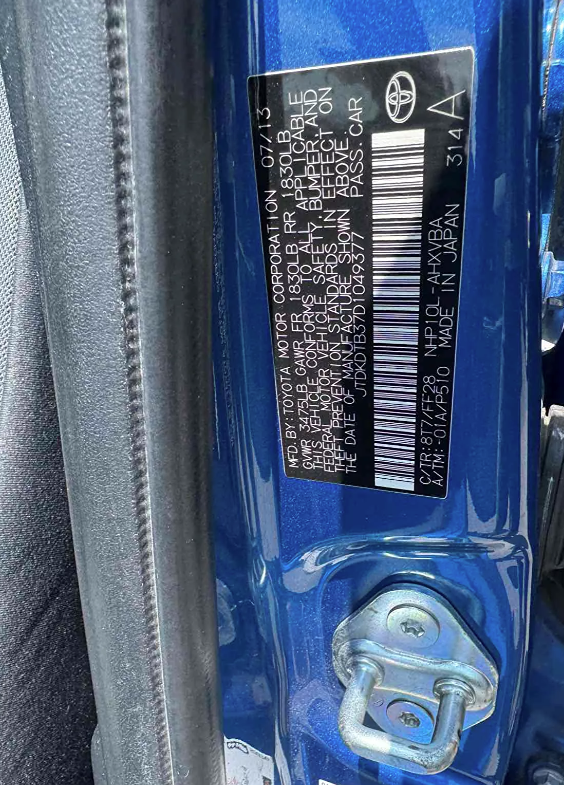 MFD. BY: TOYOTA MOTOR CORPORATION 07/13
GVWR 3475LB GAWR FR 1830LB RR 1830LB
THIS VEHICLE CONFORMS TO ALL APPLICABLE
FEDERAL MOTOR VEHICLE SAFETY, BUMPER, AND
THEFT PREVENTION STANDARDS IN EFFECT ON
THE DATE OF MANUFACTURE SHOWN ABOVE.
JTDKDTB37D1049377 PASS. CAR
C/TR: 8T7/FF28 NHP10L-AHXVBA
A/TM: -01A/P510 MADE IN JAPAN 314 A